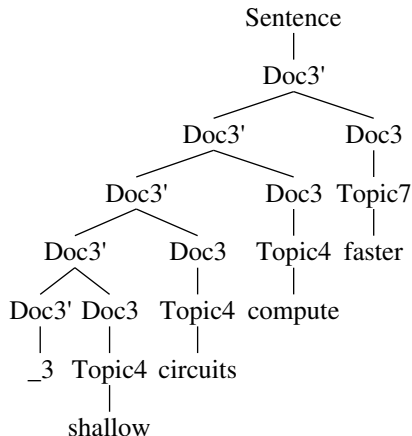 Sentence
Doc3'
Doc3' Doc3
Doc3' Doc3 Topic7
Doc3' Doc3 Topic4 faster
Doc3' Doc3 Topic4 compute
_3 Topic4 circuits
shallow